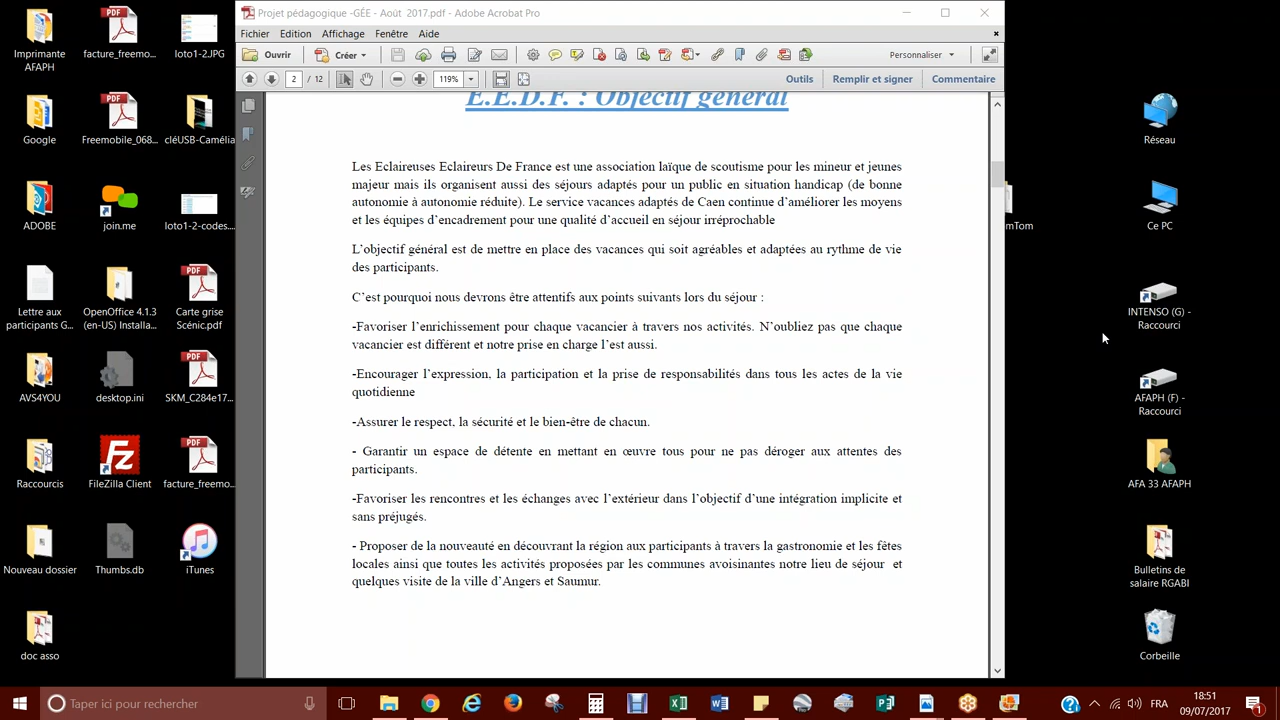 Projet pédagogique -GÉE - Août  2017.pdf - Adobe Acrobat Pro
Fichier Edition Affichage Fenêtre Aide
Ouvrir Créer Personnaliser
2 / 12 119% Outils Remplir et signer Commentaire
E.E.D.F. : Objectif général
Les Eclaireuses Eclaireurs De France est une association laïque de scoutisme pour les mineur et jeunes
majeur mais ils organisent aussi des séjours adaptés pour un public en situation handicap (de bonne
autonomie à autonomie réduite). Le service vacances adaptés de Caen continue d’améliorer les moyens
et les équipes d’encadrement pour une qualité d’accueil en séjour irréprochable
L’objectif général est de mettre en place des vacances qui soit agréables et adaptées au rythme de vie
des participants.
C’est pourquoi nous devrons être attentifs aux points suivants lors du séjour :
-Favoriser l’enrichissement pour chaque vacancier à travers nos activités. N’oubliez pas que chaque
vacancier est différent et notre prise en charge l’est aussi.
-Encourager l’expression, la participation et la prise de responsabilités dans tous les actes de la vie
quotidienne
-Assurer le respect, la sécurité et le bien-être de chacun.
- Garantir un espace de détente en mettant en œuvre tous pour ne pas déroger aux attentes des
participants.
-Favoriser les rencontres et les échanges avec l’extérieur dans l’objectif d’une intégration implicite et
sans préjugés.
- Proposer de la nouveauté en découvrant la région aux participants à travers la gastronomie et les fêtes
locales ainsi que toutes les activités proposées par les communes avoisinantes notre lieu de séjour  et
quelques visite de la ville d’Angers et Saumur.
Imprimante
AFAPH
facture_freemo...
loto1-2JPG
Google
Freemobile_068...
cléUSB-Camélia
ADOBE
join.me
loto1-2-codes...
Lettre aux
participants G...
OpenOffice 4.1.3
(en-US) Installa...
Carte grise
Scénic.pdf
AVS4YOU
desktop.ini
SKM_C284e17...
Raccourcis
FileZilla Client
facture_freemo...
Nouveau dossier
Thumbs.db
iTunes
doc asso
Réseau
Ce PC
mTom
INTENSO (G) -
Raccourci
AFAPH (F) -
Raccourci
AFA 33 AFAPH
Bulletins de
salaire RGABI
Corbeille
Taper ici pour rechercher
FRA
18:51
09/07/2017
1